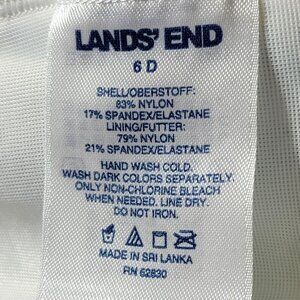 LANDS' END
6 D
SHELL/OBERSTOFF:
83% NYLON
17% SPANDEX/ELASTANE
LINING/FUTTER:
79% NYLON
21% SPANDEX/ELASTANE
HAND WASH COLD.
WASH DARK COLORS SEPARATELY.
ONLY NON-CHLORINE BLEACH
WHEN NEEDED. LINE DRY.
DO NOT IRON.
MADE IN SRI LANKA
RN 62830